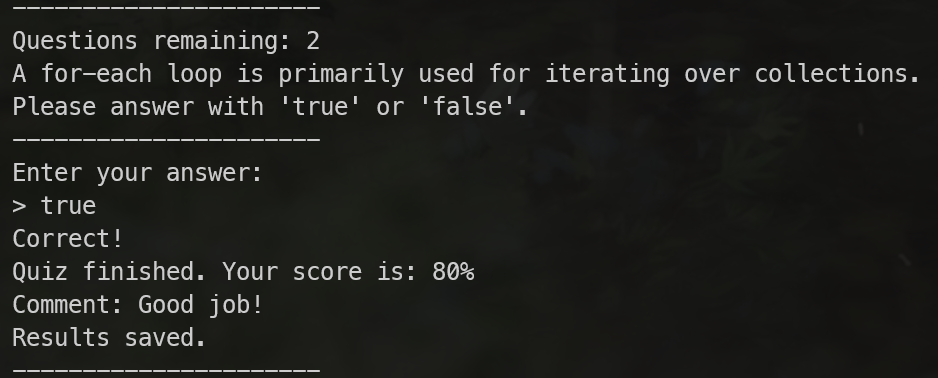 ----------------------
Questions remaining: 2
A for-each loop is primarily used for iterating over collections.
Please answer with 'true' or 'false'.
----------------------
Enter your answer:
> true
Correct!
Quiz finished. Your score is: 80%
Comment: Good job!
Results saved.
----------------------